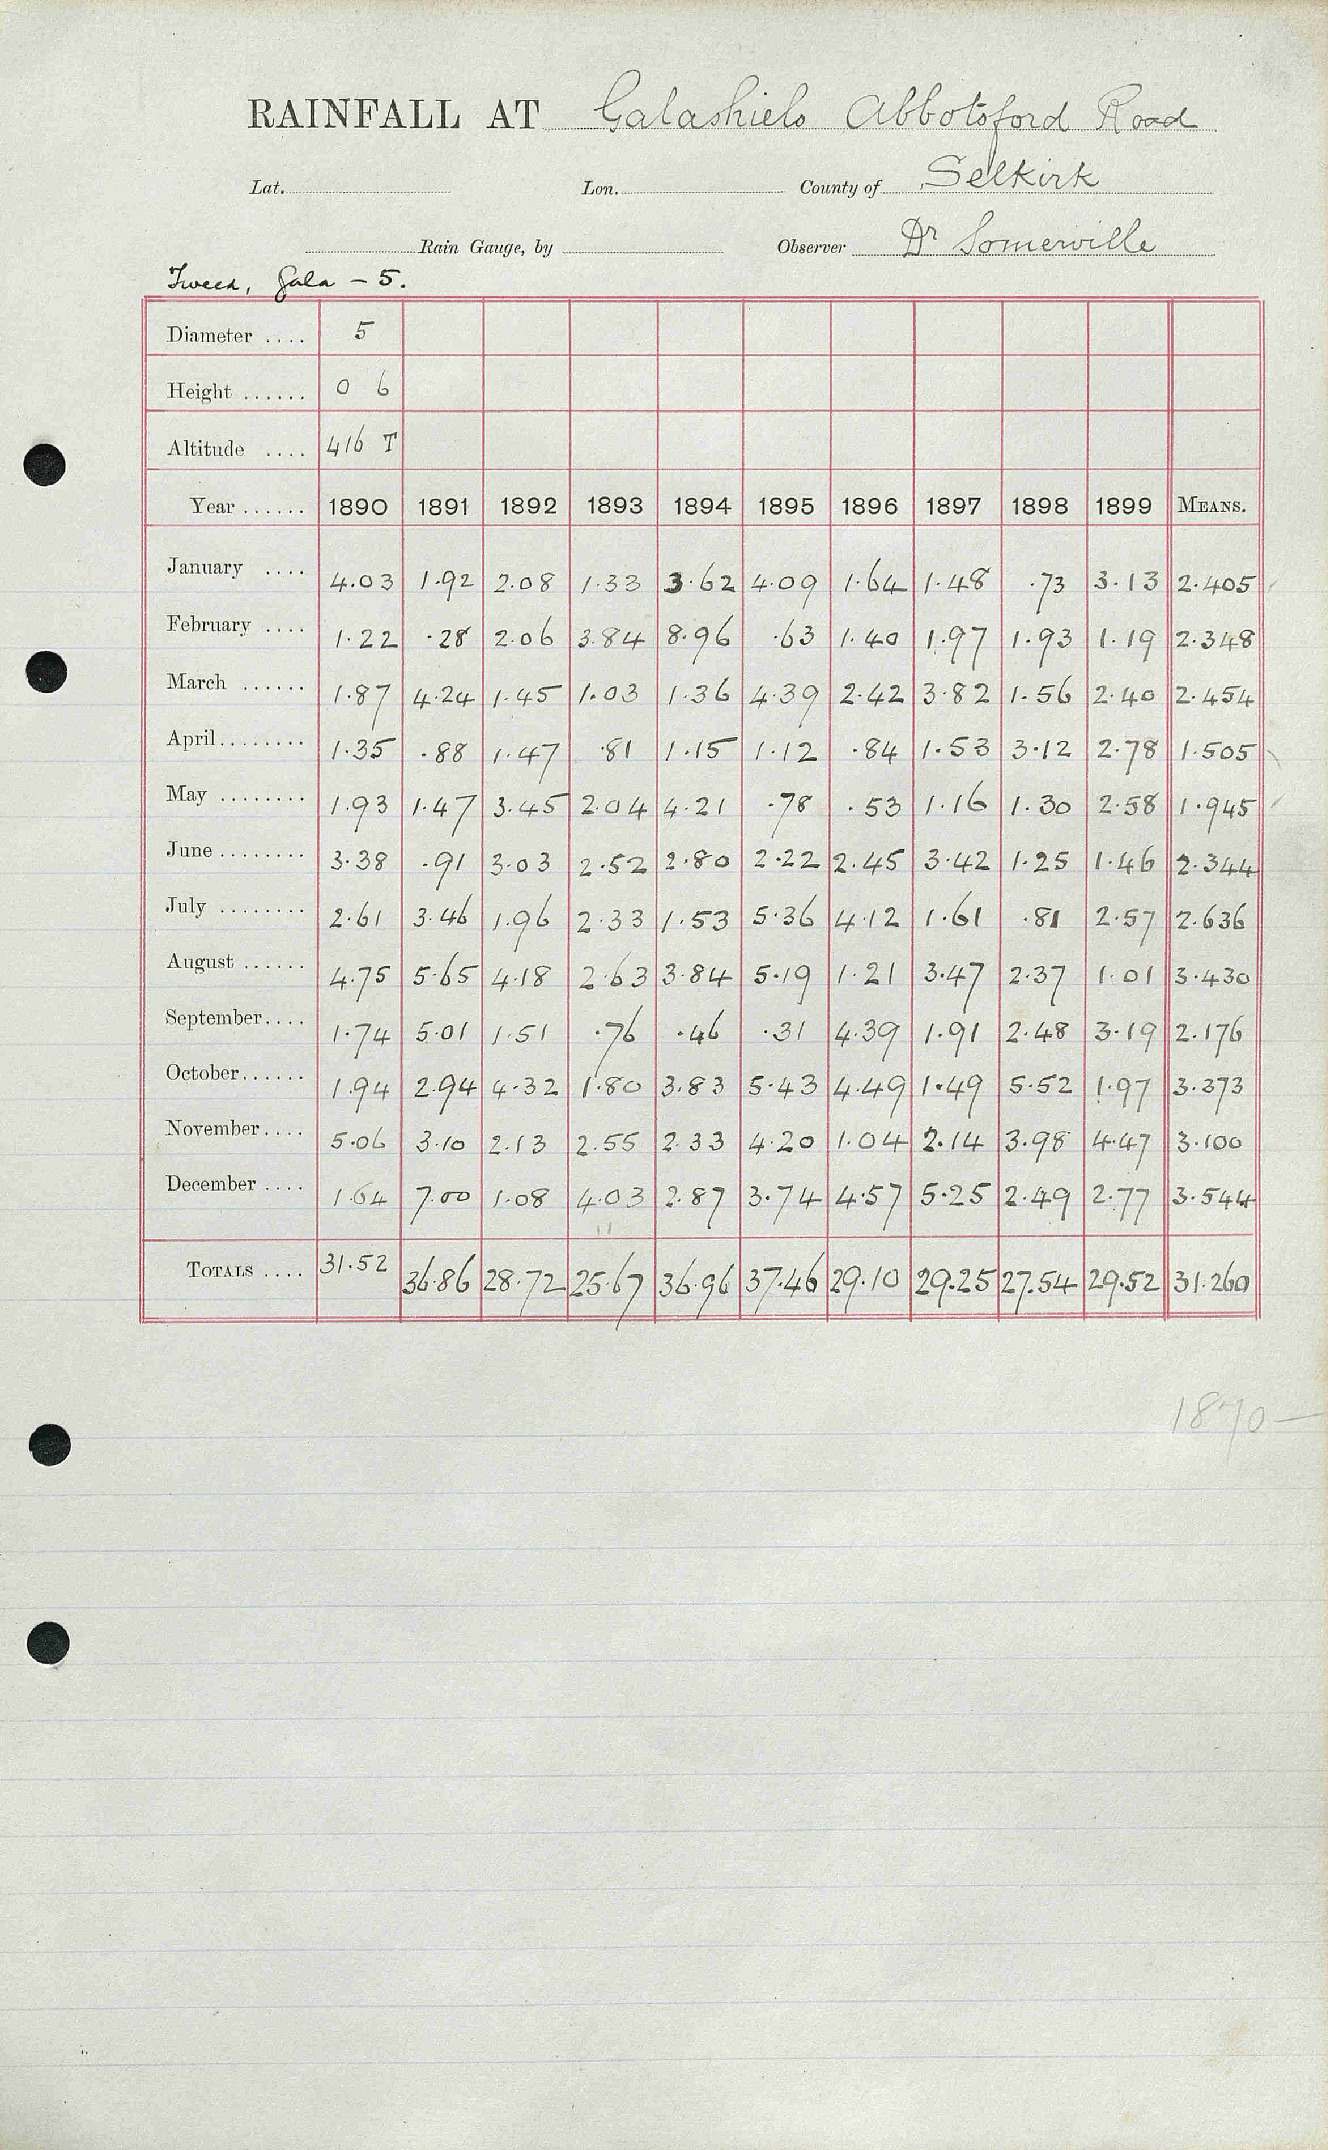 RAINFALL AT Galashiels Abbotsford Road
Lat. Lon. County of Selkirk
Rain Gauge, by Observer Dr Somerville
Tweed, Gala - 5.
Diameter .... 5
Height ...... 0 6
Altitude .... 416 T
Year ...... 1890 1891 1892 1893 1894 1895 1896 1897 1898 1899 MEANS.
January .... 4.03 1.92 2.08 1.33 3.62 4.09 1.64 1.48 .73 3.13 2.405
February .... 1.22 .28 2.06 3.84 8.96 .63 1.40 1.97 1.93 1.19 2.348
March ...... 1.87 4.24 1.45 1.03 1.36 4.39 2.42 3.82 1.56 2.40 2.454
April ........ 1.35 .88 1.47 .81 1.15 1.12 .84 1.53 3.12 2.78 1.505
May ........ 1.93 1.47 3.45 2.04 4.21 .78 .53 1.16 1.30 2.58 1.945
June ........ 3.38 .91 3.03 2.52 2.80 2.22 2.45 3.42 1.25 1.46 2.344
July ........ 2.61 3.46 1.96 2.33 1.53 5.36 4.12 1.61 .81 2.57 2.636
August ...... 4.75 5.65 4.18 2.63 3.84 5.19 1.21 3.47 2.37 1.01 3.430
September .... 1.74 5.01 1.51 .76 .46 .31 4.39 1.91 2.48 3.19 2.176
October ...... 1.94 2.94 4.32 1.80 3.83 5.43 4.49 1.49 5.52 1.97 3.373
November .... 5.06 3.10 2.13 2.55 2.33 4.20 1.04 2.14 3.98 4.47 3.100
December .... 1.64 7.00 1.08 4.03 2.87 3.74 4.57 5.25 2.49 2.77 3.544
TOTALS .... 31.52 36.86 28.72 25.67 36.96 37.46 29.10 29.25 27.54 29.52 31.260
1870-